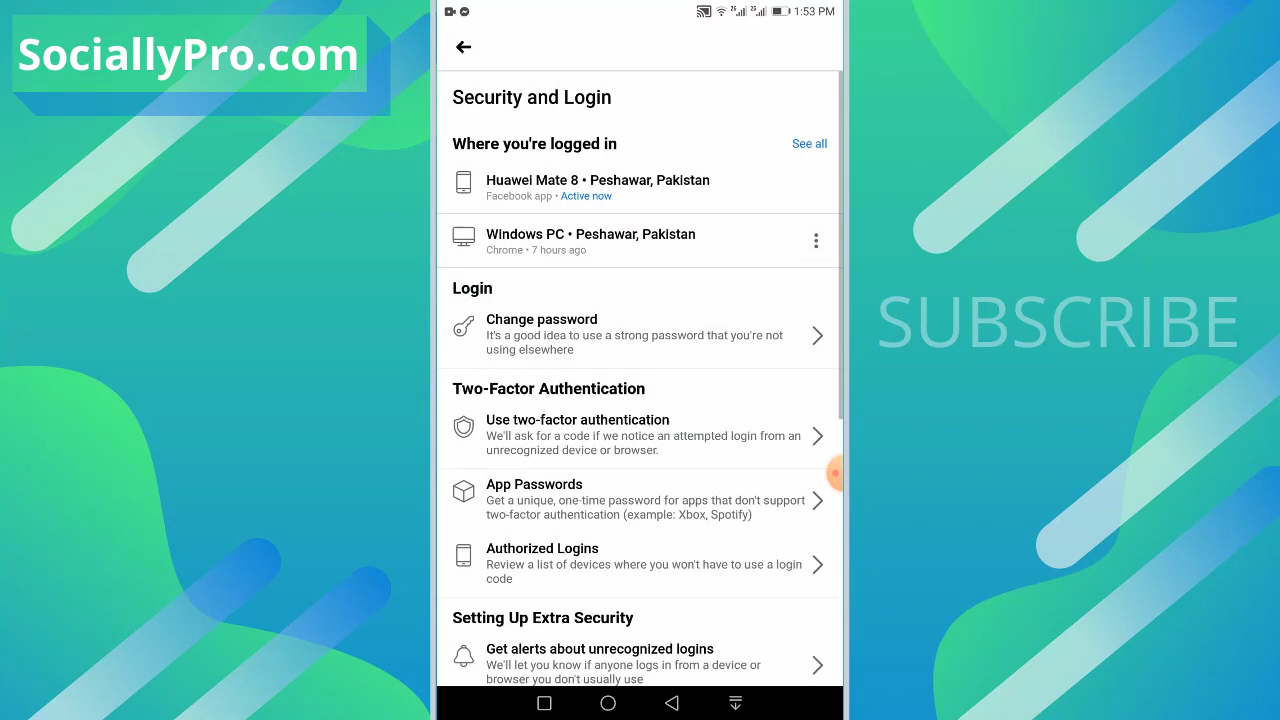 SociallyPro.com
1:53 PM
Security and Login
Where you're logged in
See all
Huawei Mate 8 • Peshawar, Pakistan
Facebook app • Active now
Windows PC • Peshawar, Pakistan
Chrome • 7 hours ago
Login
Change password
It's a good idea to use a strong password that you're not
using elsewhere
Two-Factor Authentication
Use two-factor authentication
We'll ask for a code if we notice an attempted login from an
unrecognized device or browser.
App Passwords
Get a unique, one-time password for apps that don't support
two-factor authentication (example: Xbox, Spotify)
Authorized Logins
Review a list of devices where you won't have to use a login
code
Setting Up Extra Security
Get alerts about unrecognized logins
We'll let you know if anyone logs in from a device or
browser you don't usually use
SUBSCRIBE